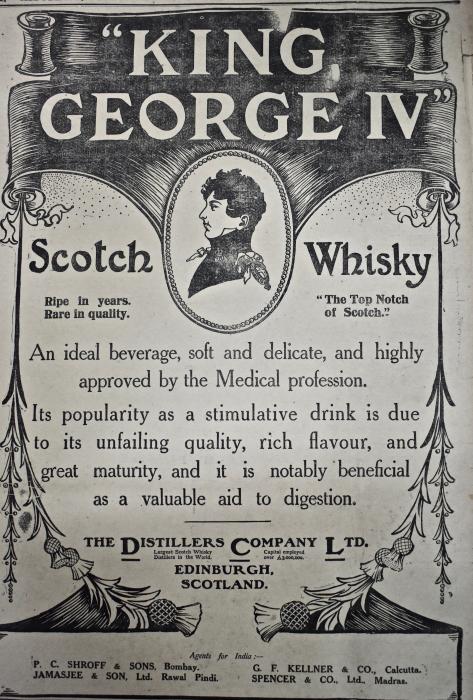 "KING
GEORGE IV"
Scotch Whisky
Ripe in years.
Rare in quality.
"The Top Notch
of Scotch."
An ideal beverage, soft and delicate, and highly
approved by the Medical profession.
Its popularity as a stimulative drink is due
to its unfailing quality, rich flavour, and
great maturity, and it is notably beneficial
as a valuable aid to digestion.
THE DISTILLERS COMPANY LTD.
Largest Scotch Whisky
Distillers in the World.
Capital employed
over £3,000,000.
EDINBURGH,
SCOTLAND.
Agents for India :—
P. C. SHROFF & SONS, Bombay.
JAMASJEE & SON, Ltd. Rawal Pindi.
G. F. KELLNER & CO., Calcutta.
SPENCER & CO., Ltd., Madras.